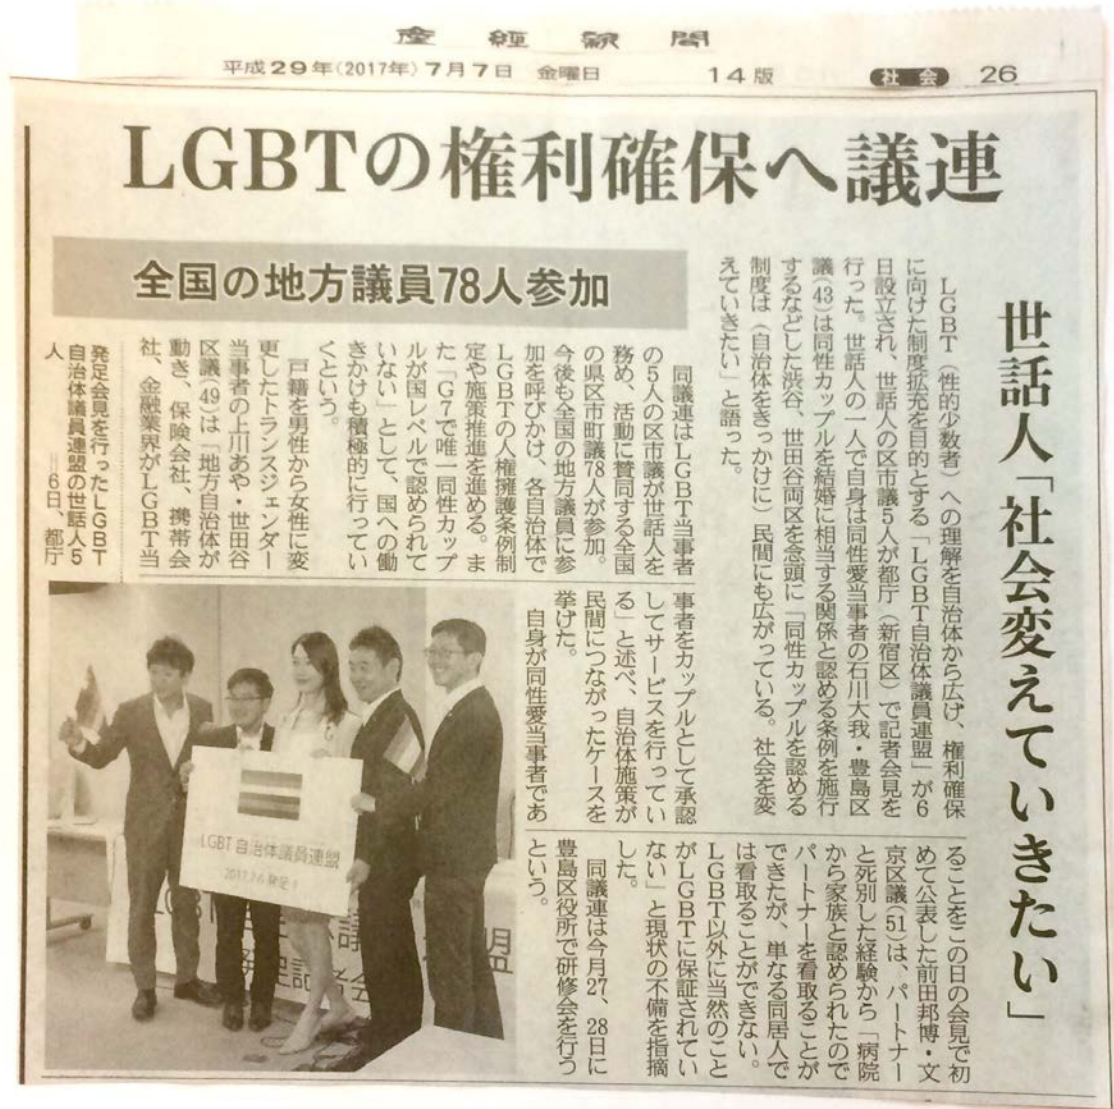 産經新聞
平成29年(2017年)7月7日 金曜日 14版 社会 26
LGBTの権利確保へ議連
世話人「社会変えていきたい」
全国の地方議員78人参加
LGBT（性的少数者）への理解を自治体から広げ、権利確保
に向けた制度拡充を目的とする「LGBT自治体議員連盟」が6
日設立され、世話人の区市議5人が都庁（新宿区）で記者会見を
行った。世話人の一人で自身は同性愛当事者の石川大我・豊島区
議(43)は同性カップルを結婚に相当する関係と認める条例を施行
するなどした渋谷、世田谷両区を念頭に「同性カップルを認める
制度は（自治体をきっかけに）民間にも広がっている。社会を変
えていきたい」と語った。
同議連はLGBT当事者
の5人の区市議が世話人を
務め、活動に賛同する全国
の県区市町議78人が参加。
今後も全国の地方議員に参
加を呼びかけ、各自治体で
LGBTの人権擁護条例制
定や施策推進を進める。ま
た「G7で唯一同性カップ
ルが国レベルで認められて
いない」として、国への働
きかけも積極的に行ってい
くという。
戸籍を男性から女性に変
更したトランスジェンダー
当事者の上川あや・世田谷
区議(49)は「地方自治体が
動き、保険会社、携帯会
社、金融業界がLGBT当
事者をカップルとして承認
してサービスを行ってい
る」と述べ、自治体施策が
民間につながったケースを
挙げた。
自身が同性愛当事者であ
ることをこの日の会見で初
めて公表した前田邦博・文
京区議(51)は、パートナー
と死別した経験から「病院
から家族と認められたので
パートナーを看取ることが
できたが、単なる同居人で
は看取ることができない。
LGBT以外に当然のこと
がLGBTに保証されてい
ない」と現状の不備を指摘
した。
同議連は今月27、28日に
豊島区役所で研修会を行う
という。
発足会見を行ったLGBT
自治体議員連盟の世話人5
人 ＝6日、都庁
LGBT 自治体議員連盟
2017.7.6 発足！